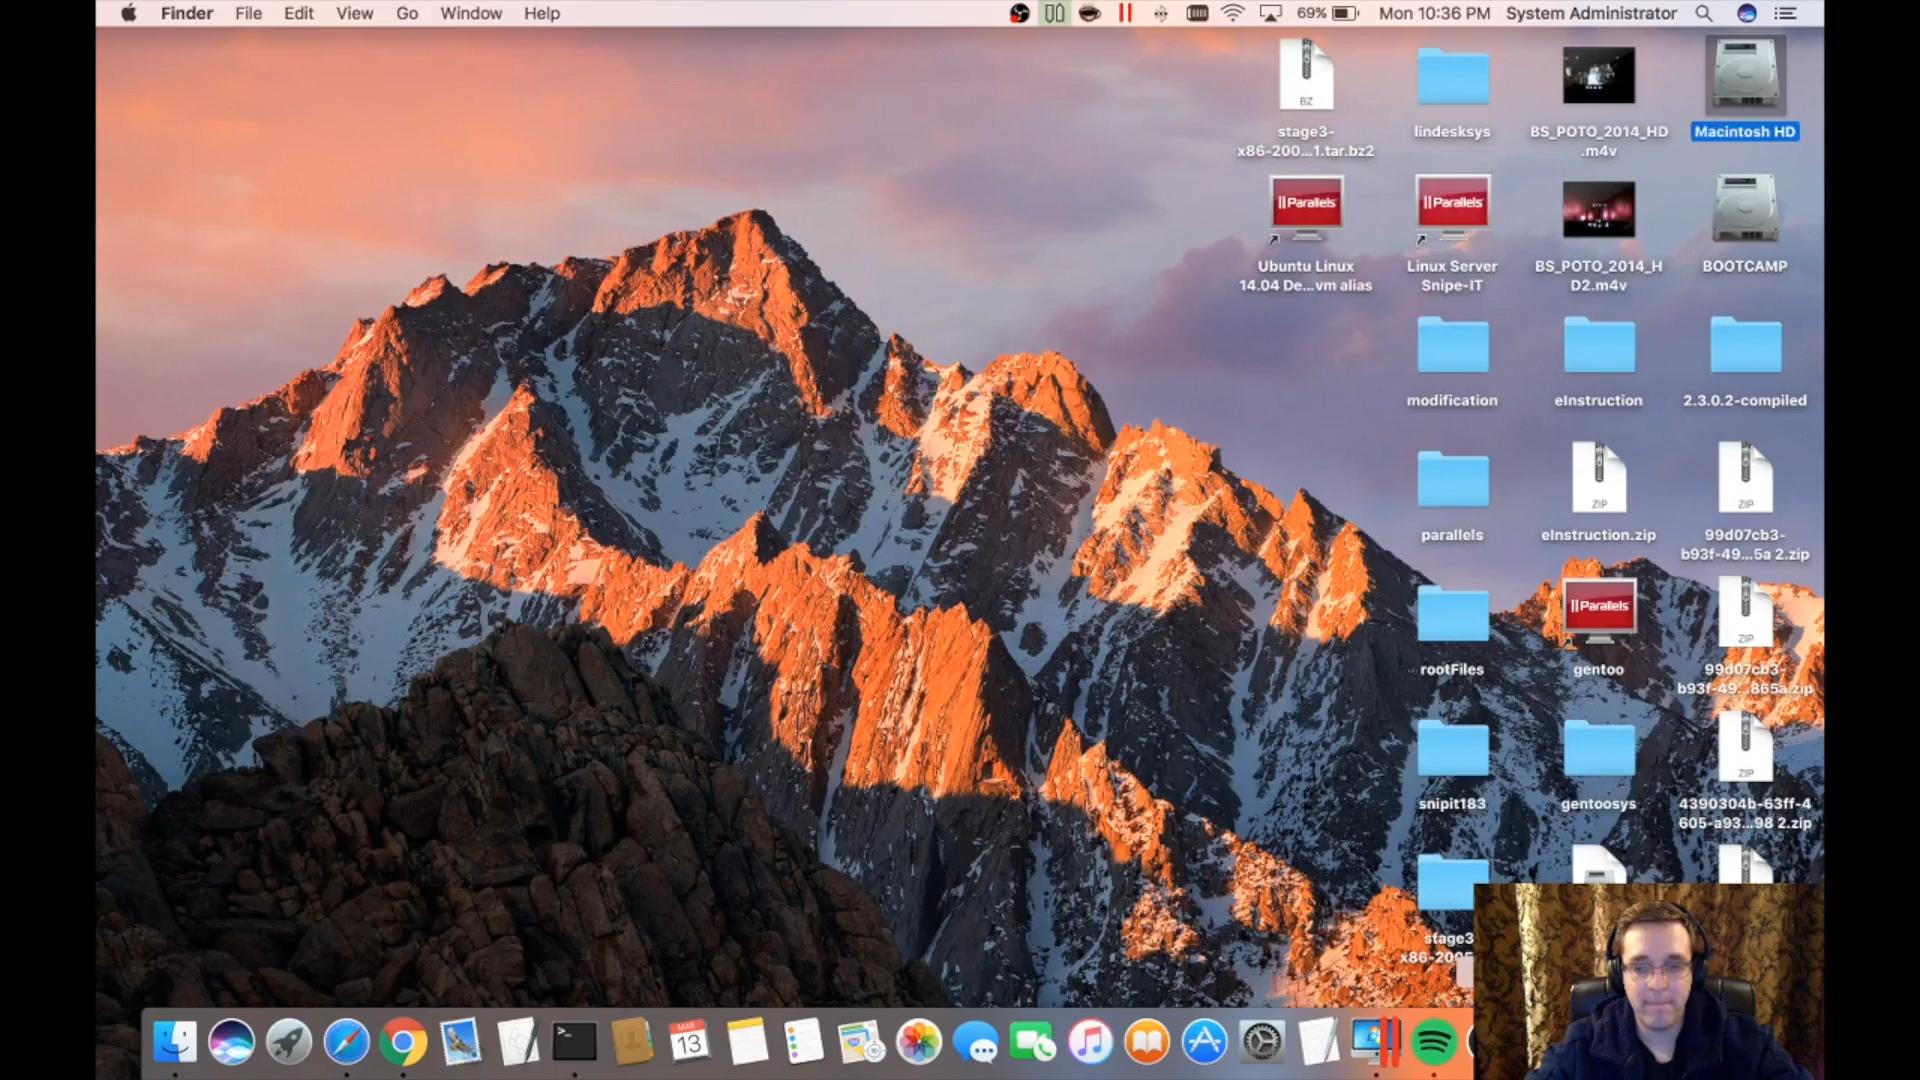 Finder File Edit View Go Window Help 69% Mon 10:36 PM System Administrator
BZ
stage3-
x86-200...1.tar.bz2
lindesksys
BS_POTO_2014_HD
.m4v
Macintosh HD
|| Parallels
Ubuntu Linux
14.04 De...vm alias
|| Parallels
Linux Server
Snipe-IT
BS_POTO_2014_H
D2.m4v
BOOTCAMP
modification
eInstruction
2.3.0.2-compiled
parallels
ZIP
eInstruction.zip
ZIP
99d07cb3-
b93f-49...5a 2.zip
rootFiles
|| Parallels
gentoo
ZIP
99d07cb3-
b93f-49...865a.zip
snipit183
gentoosys
ZIP
4390304b-63ff-4
605-a93...98 2.zip
stage3
MAR
13